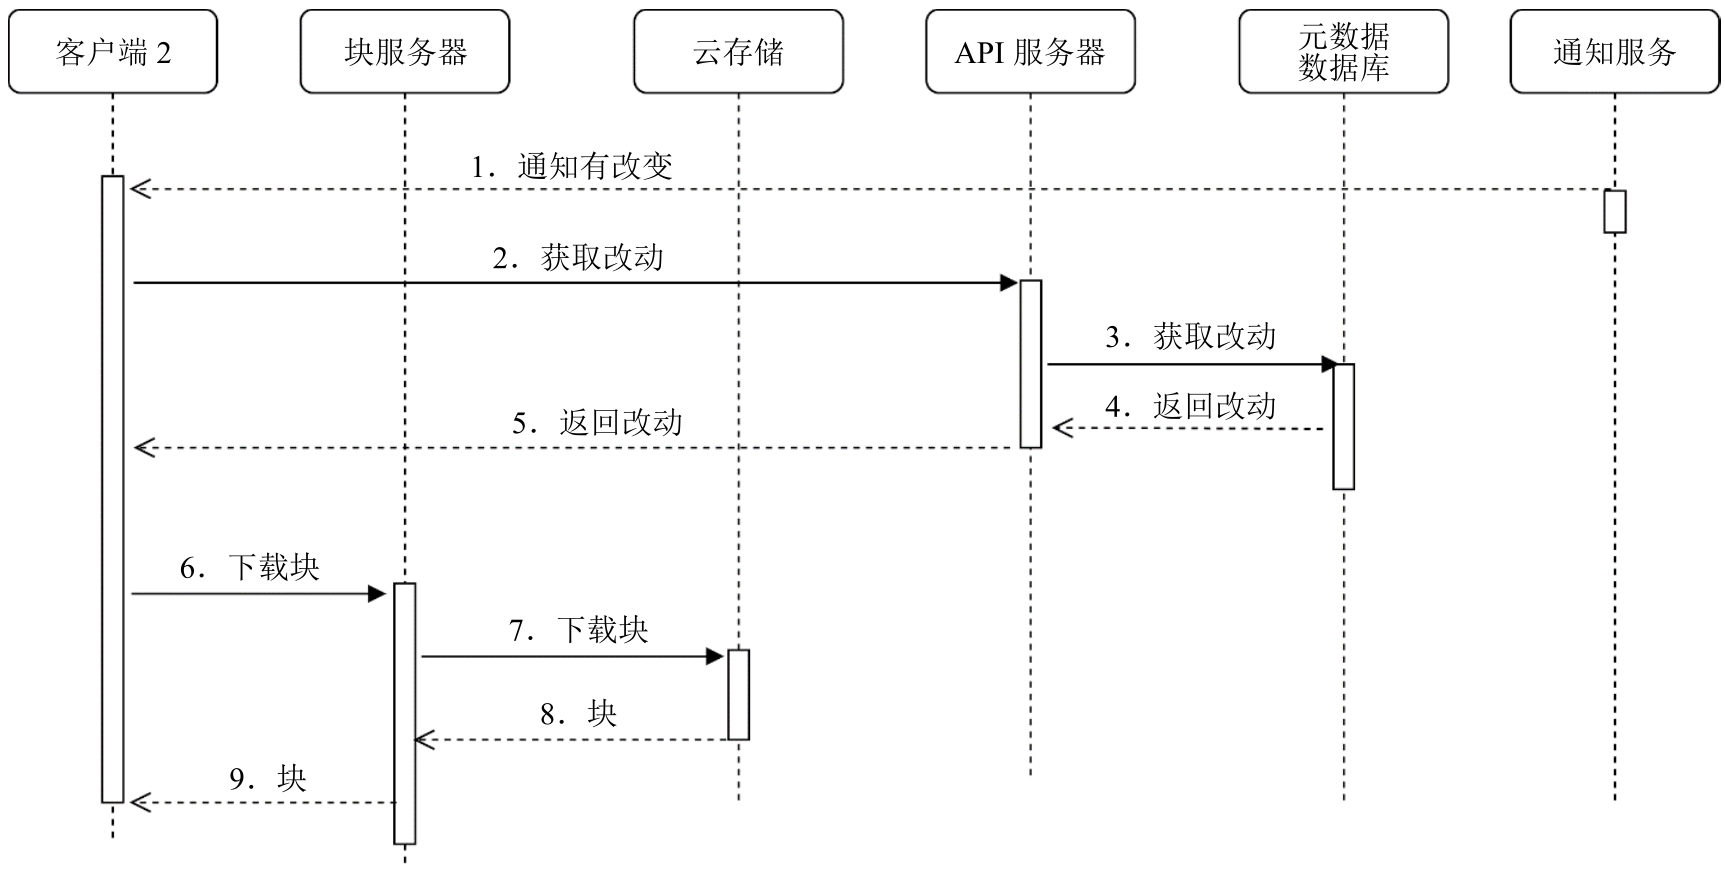 客户端 2
块服务器
云存储
API 服务器
元数据
数据库
通知服务
1．通知有改变
2．获取改动
3．获取改动
4．返回改动
5．返回改动
6．下载块
7．下载块
8．块
9．块